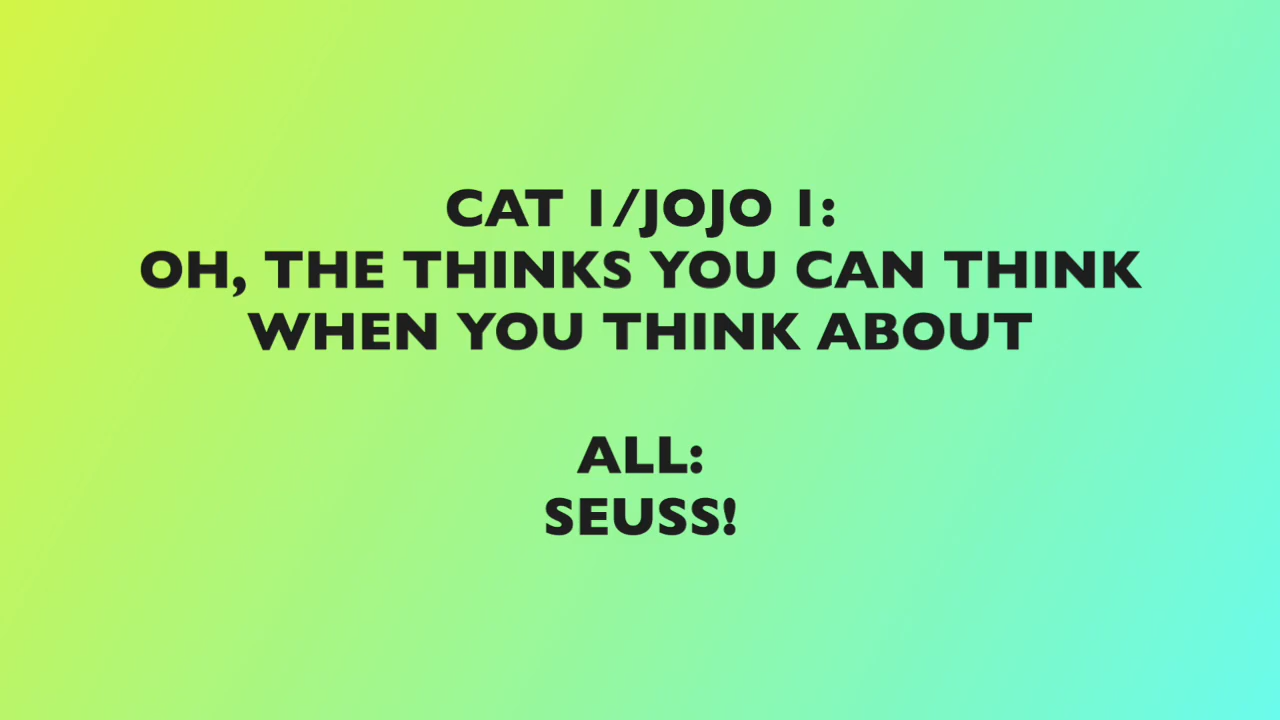 CAT 1/JOJO 1:
OH, THE THINKS YOU CAN THINK
WHEN YOU THINK ABOUT
ALL:
SEUSS!